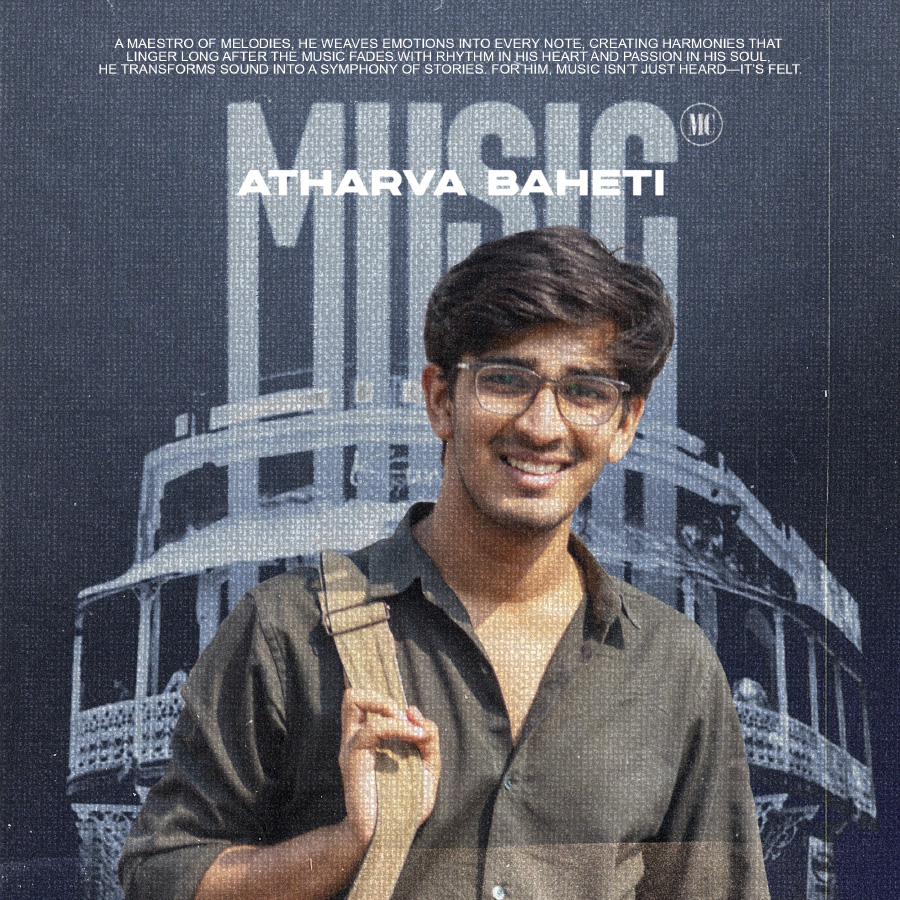 A MAESTRO OF MELODIES, HE WEAVES EMOTIONS INTO EVERY NOTE, CREATING HARMONIES THAT
LINGER LONG AFTER THE MUSIC FADES.WITH RHYTHM IN HIS HEART AND PASSION IN HIS SOUL,
HE TRANSFORMS SOUND INTO A SYMPHONY OF STORIES. FOR HIM, MUSIC ISN'T JUST HEARD—IT'S FELT.
MUSIC
MC
ATHARVA BAHETI